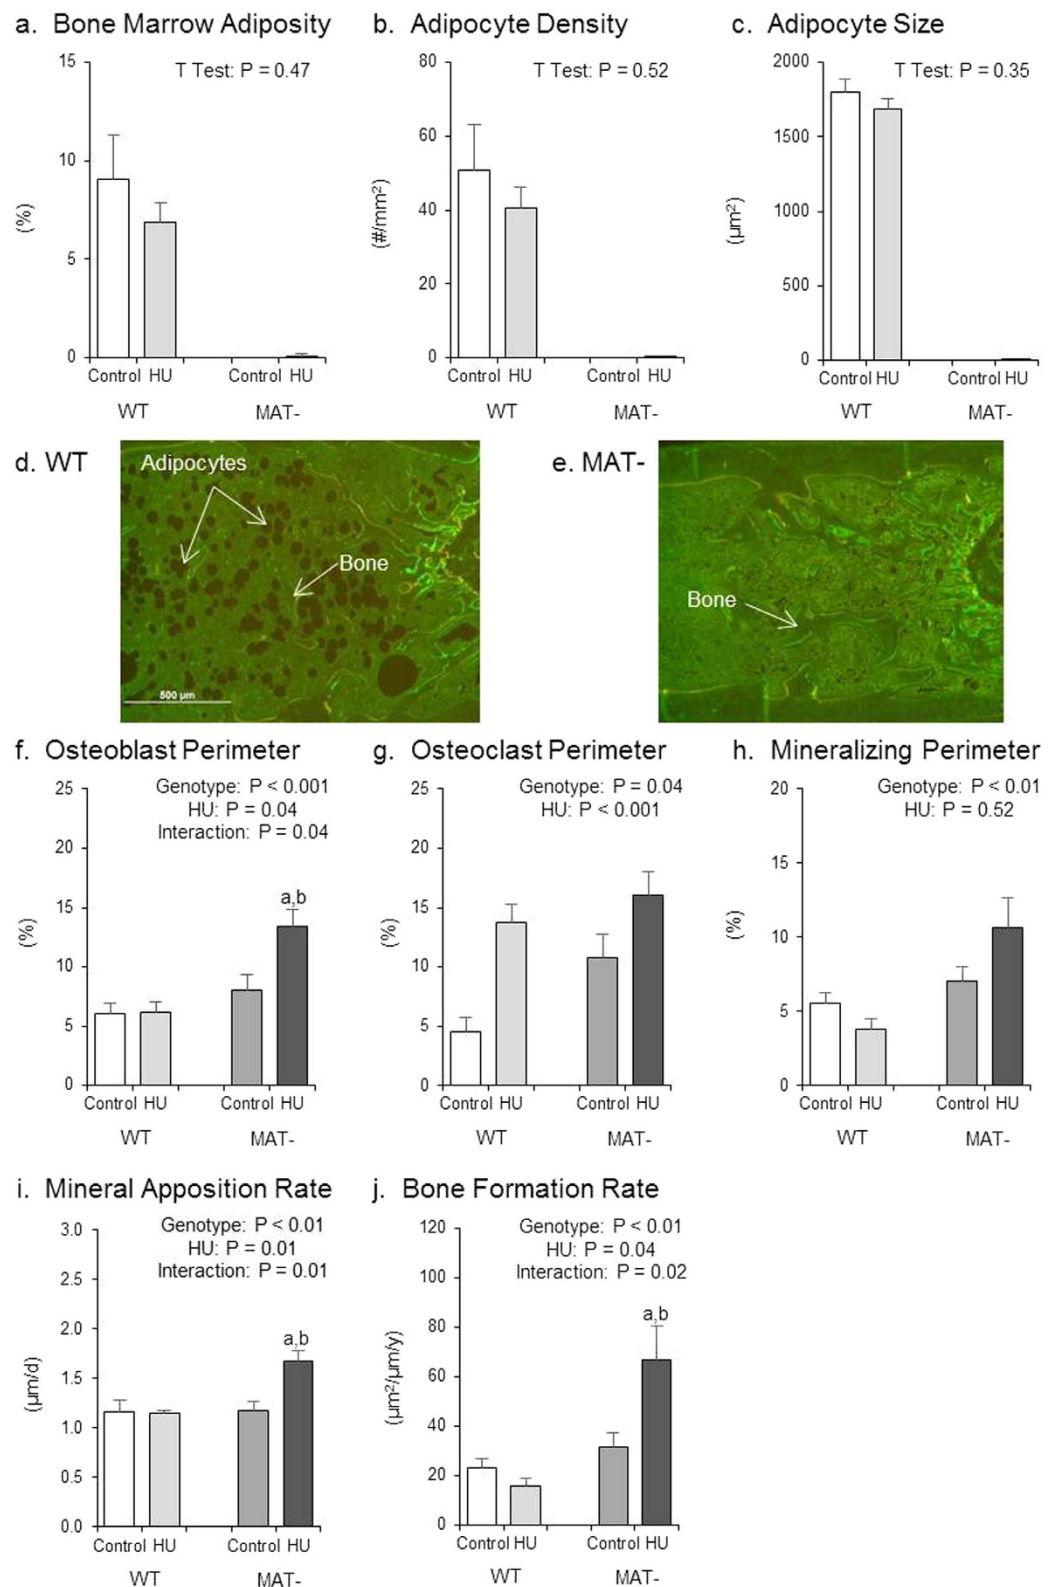 a. Bone Marrow Adiposity
15
T Test: P = 0.47
10
(%)
5
0
Control HU
Control HU
WT
MAT-
b. Adipocyte Density
80
T Test: P = 0.52
60
40
(#/mm²)
20
0
Control HU
Control HU
WT
MAT-
c. Adipocyte Size
2000
T Test: P = 0.35
1500
1000
(µm²)
500
0
Control HU
Control HU
WT
MAT-
d. WT
Adipocytes
Bone
500 µm
e. MAT-
Bone
f. Osteoblast Perimeter
25
Genotype: P < 0.001
HU: P = 0.04
Interaction: P = 0.04
20
15
a,b
(%)
10
5
0
Control HU
Control HU
WT
MAT-
g. Osteoclast Perimeter
25
Genotype: P = 0.04
HU: P < 0.001
20
15
(%)
10
5
0
Control HU
Control HU
WT
MAT-
h. Mineralizing Perimeter
20
Genotype: P < 0.01
HU: P = 0.52
15
(%)
10
5
0
Control HU
Control HU
WT
MAT-
i. Mineral Apposition Rate
3.0
Genotype: P < 0.01
HU: P = 0.01
Interaction: P = 0.01
2.5
2.0
a,b
1.5
(µm/d)
1.0
0.5
0.0
Control HU
Control HU
WT
MAT-
j. Bone Formation Rate
120
Genotype: P < 0.01
HU: P = 0.04
Interaction: P = 0.02
100
80
a,b
60
(µm²/µm/y)
40
20
0
Control HU
Control HU
WT
MAT-